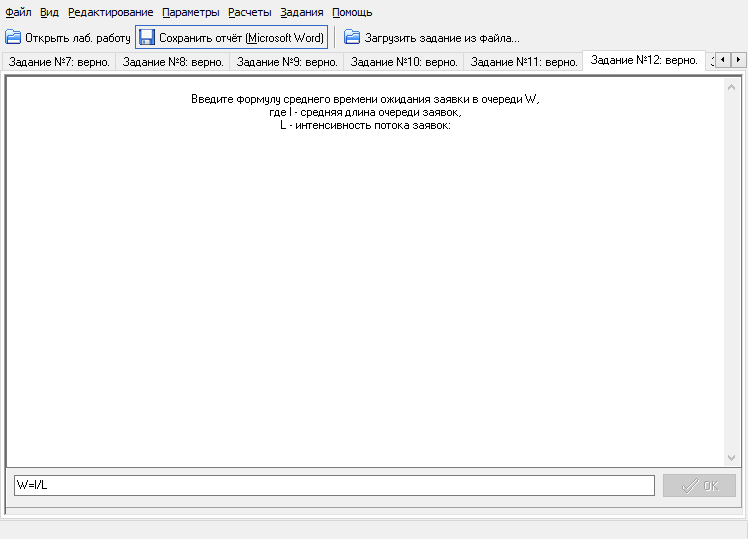 Файл Вид Редактирование Параметры Расчеты Задания Помощь
Открыть лаб. работу Сохранить отчёт (Microsoft Word) Загрузить задание из файла...
Задание №7: верно. Задание №8: верно. Задание №9: верно. Задание №10: верно. Задание №11: верно. Задание №12: верно.
Введите формулу среднего времени ожидания заявки в очереди W,
где l - средняя длина очереди заявок,
L - интенсивность потока заявок:
W=l/L
OK